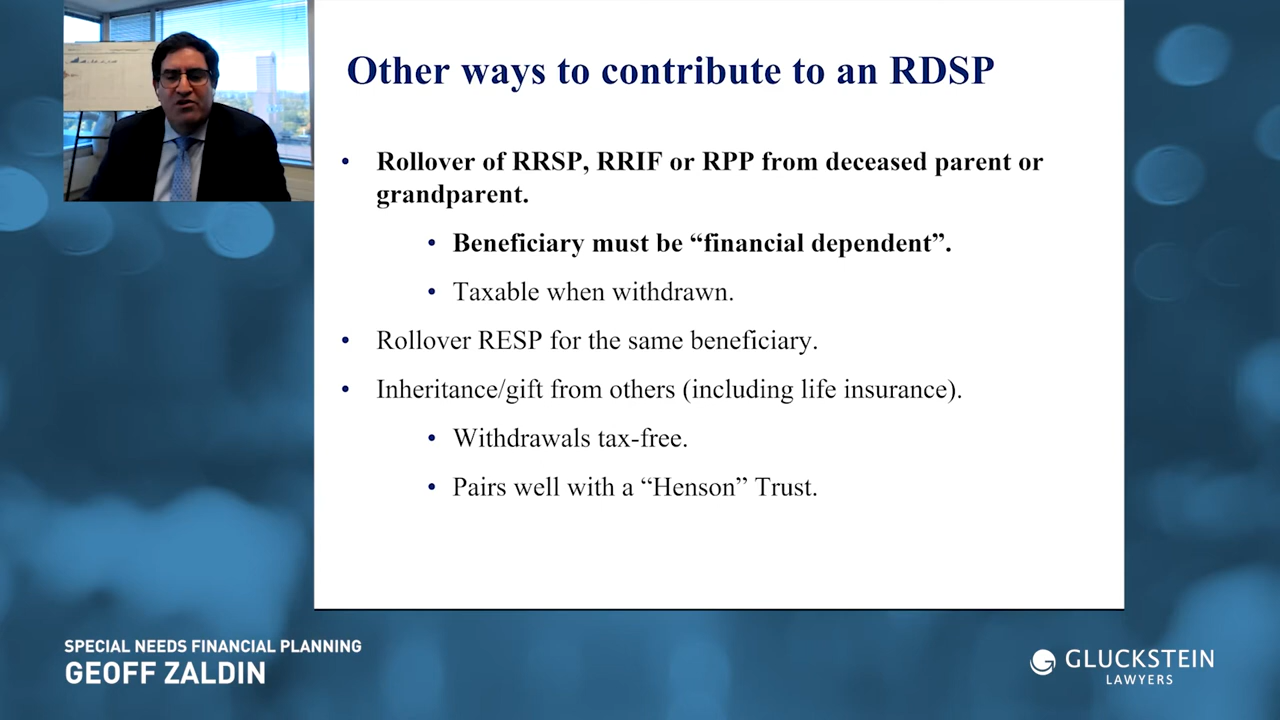 Other ways to contribute to an RDSP
• Rollover of RRSP, RRIF or RPP from deceased parent or
grandparent.
• Beneficiary must be “financial dependent”.
• Taxable when withdrawn.
• Rollover RESP for the same beneficiary.
• Inheritance/gift from others (including life insurance).
• Withdrawals tax-free.
• Pairs well with a “Henson” Trust.
SPECIAL NEEDS FINANCIAL PLANNING
GEOFF ZALDIN
GLUCKSTEIN
LAWYERS